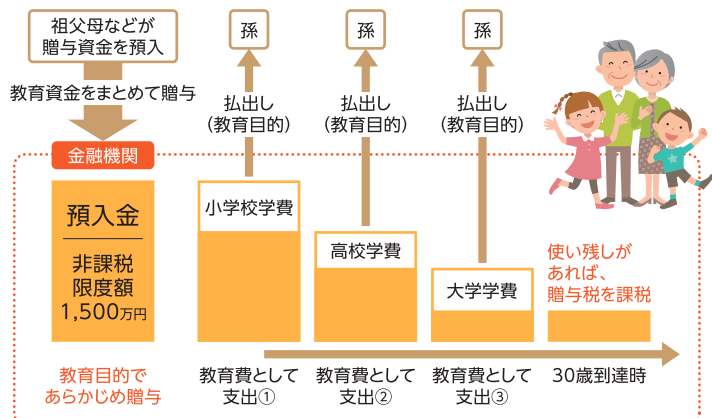 祖父母などが
贈与資金を預入
教育資金をまとめて贈与
金融機関
預入金
非課税
限度額
1,500万円
教育目的で
あらかじめ贈与
孫
払出し
(教育目的)
小学校学費
教育費として
支出①
孫
払出し
(教育目的)
高校学費
教育費として
支出②
孫
払出し
(教育目的)
大学学費
教育費として
支出③
使い残しが
あれば、
贈与税を課税
30歳到達時